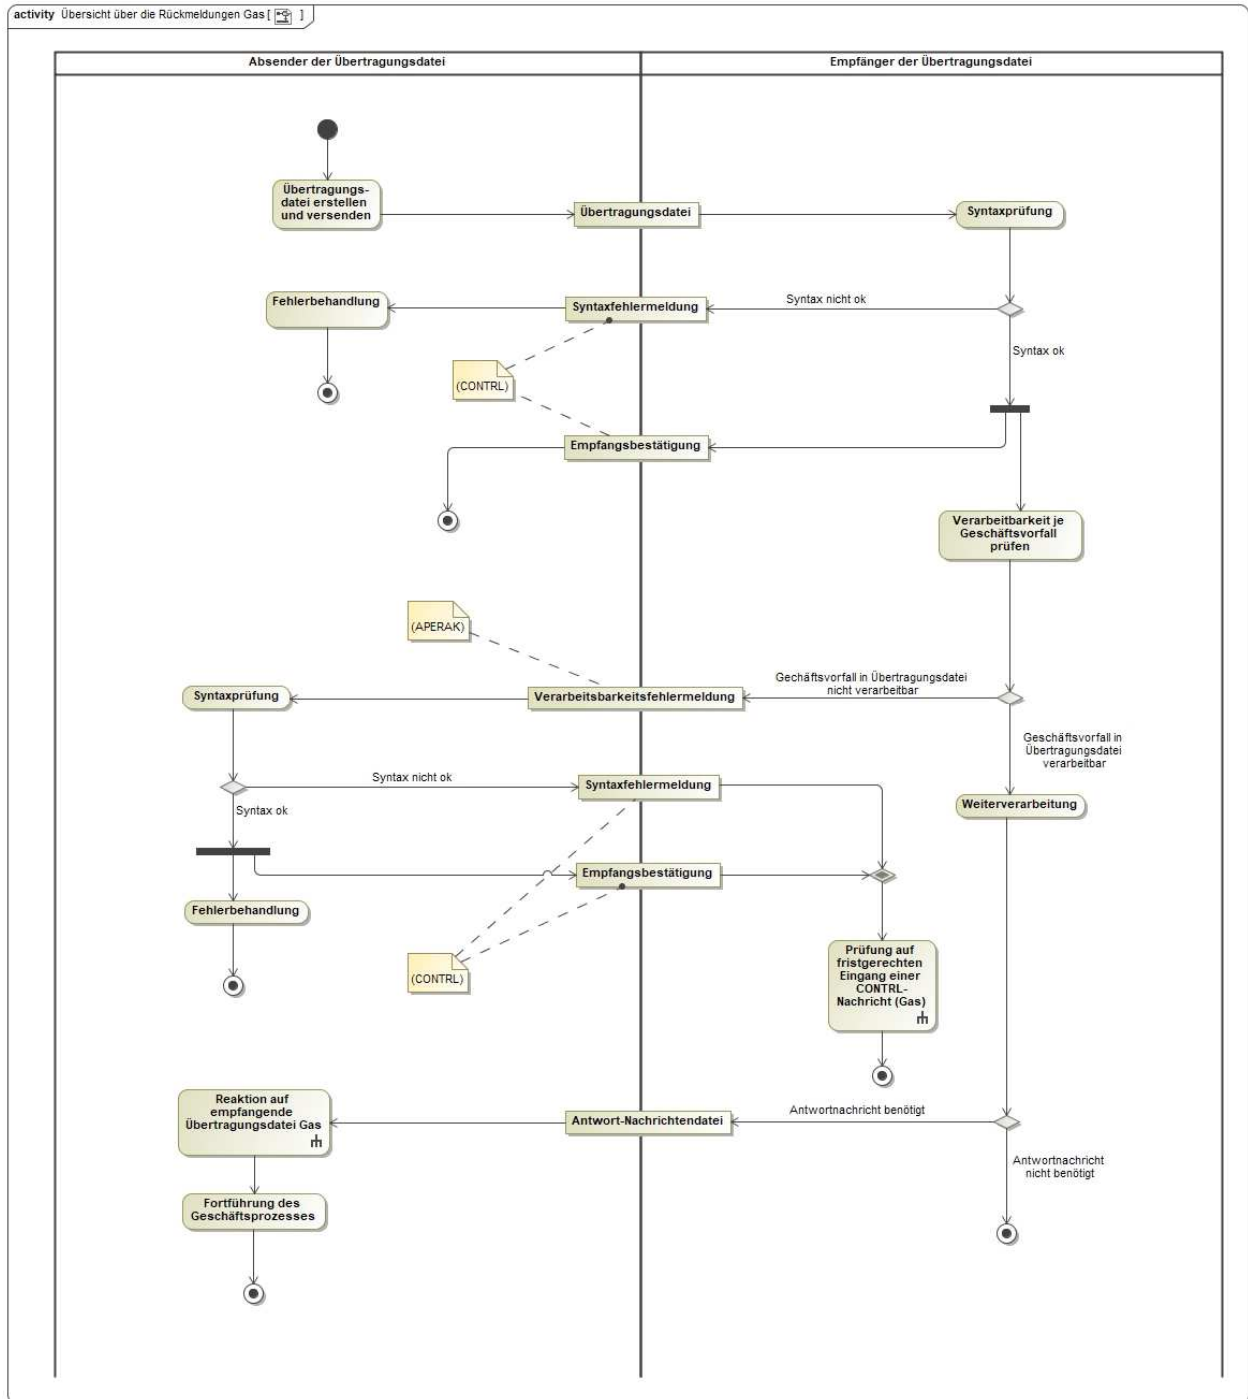 activity Übersicht über die Rückmeldungen Gas [ ]
Absender der Übertragungsdatei
Empfänger der Übertragungsdatei
Übertragungs-
datei erstellen
und versenden
Übertragungsdatei
Syntaxprüfung
Fehlerbehandlung
Syntaxfehlermeldung
Syntax nicht ok
Syntax ok
(CONTRL)
Empfangsbestätigung
Verarbeitbarkeit je
Geschäftsvorfall
prüfen
(APERAK)
Syntaxprüfung
Verarbeitsbarkeitsfehlermeldung
Gechäftsvorfall in Übertragungsdatei
nicht verarbeitbar
Geschäftsvorfall in
Übertragungsdatei
verarbeitbar
Syntax nicht ok
Syntaxfehlermeldung
Weiterverarbeitung
Syntax ok
Empfangsbestätigung
Fehlerbehandlung
(CONTRL)
Prüfung auf
fristgerechten
Eingang einer
CONTRL-
Nachricht (Gas)
Reaktion auf
empfangende
Übertragungsdatei Gas
Antwort-Nachrichtendatei
Antwortnachricht benötigt
Antwortnachricht
nicht benötigt
Fortführung des
Geschäftsprozesses